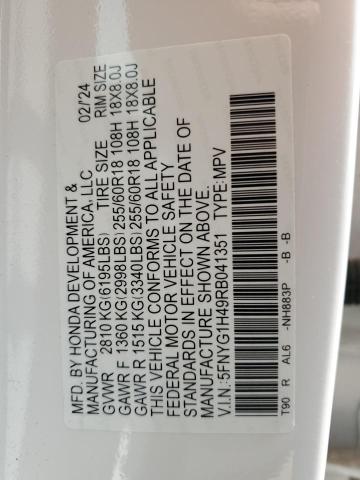 MFD. BY HONDA DEVELOPMENT &
MANUFACTURING OF AMERICA, LLC 02/'24
GVWR 2810 KG(6195LBS) TIRE SIZE RIM SIZE
GAWR F 1360 KG(2998LBS) 255/60R18 108H 18X8.0J
GAWR R 1515 KG(3340LBS) 255/60R18 108H 18X8.0J
THIS VEHICLE CONFORMS TO ALL APPLICABLE
FEDERAL MOTOR VEHICLE SAFETY
STANDARDS IN EFFECT ON THE DATE OF
MANUFACTURE SHOWN ABOVE.
V.I.N.:5FNYG1H49RB041351 TYPE:MPV
T90 R AL6 -NH883P -B -B